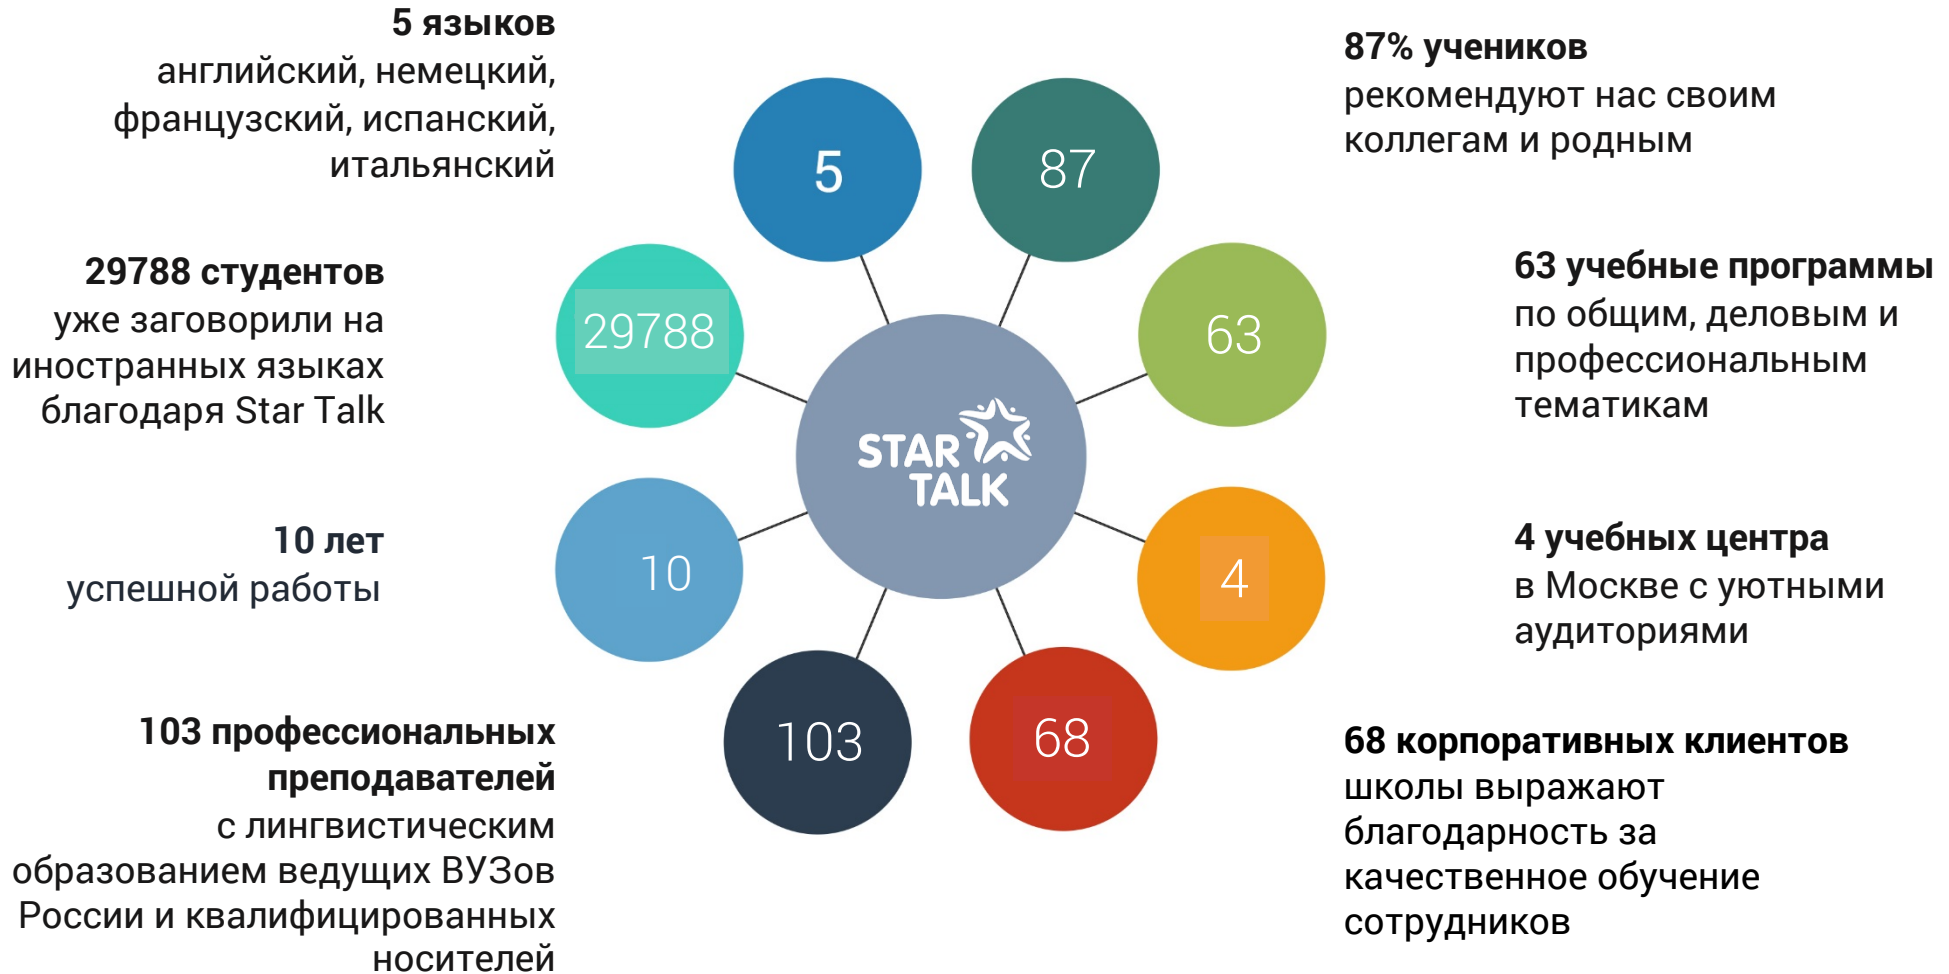 5 языков
английский, немецкий,
французский, испанский,
итальянский
87% учеников
рекомендуют нас своим
коллегам и родным
5
87
29788 студентов
уже заговорили на
иностранных языках
благодаря Star Talk
29788
63
63 учебные программы
по общим, деловым и
профессиональным
тематикам
STAR
TALK
10 лет
успешной работы
10
4
4 учебных центра
в Москве с уютными
аудиториями
103 профессиональных
преподавателей
с лингвистическим
образованием ведущих ВУЗов
России и квалифицированных
носителей
103
68
68 корпоративных клиентов
школы выражают
благодарность за
качественное обучение
сотрудников